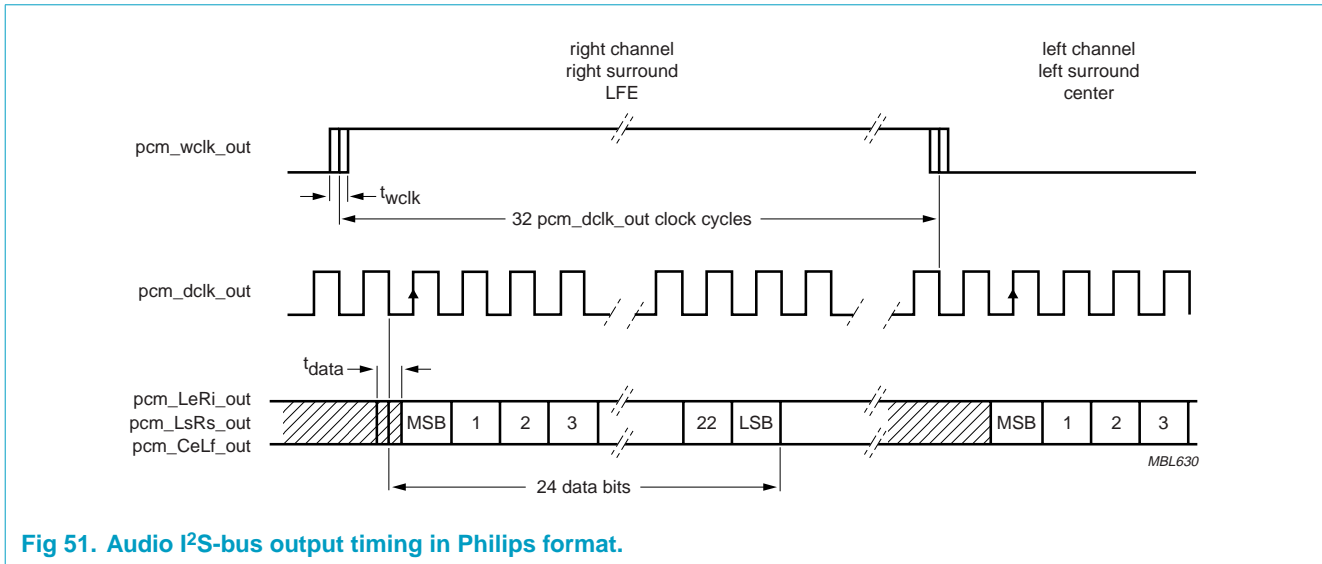 right channel
right surround
LFE
left channel
left surround
center
pcm_wclk_out
twclk
32 pcm_dclk_out clock cycles
pcm_dclk_out
tdata
pcm_LeRi_out
pcm_LsRs_out
pcm_CeLf_out
MSB 1 2 3 22 LSB MSB 1 2 3
MBL630
24 data bits
Fig 51. Audio I²S-bus output timing in Philips format.